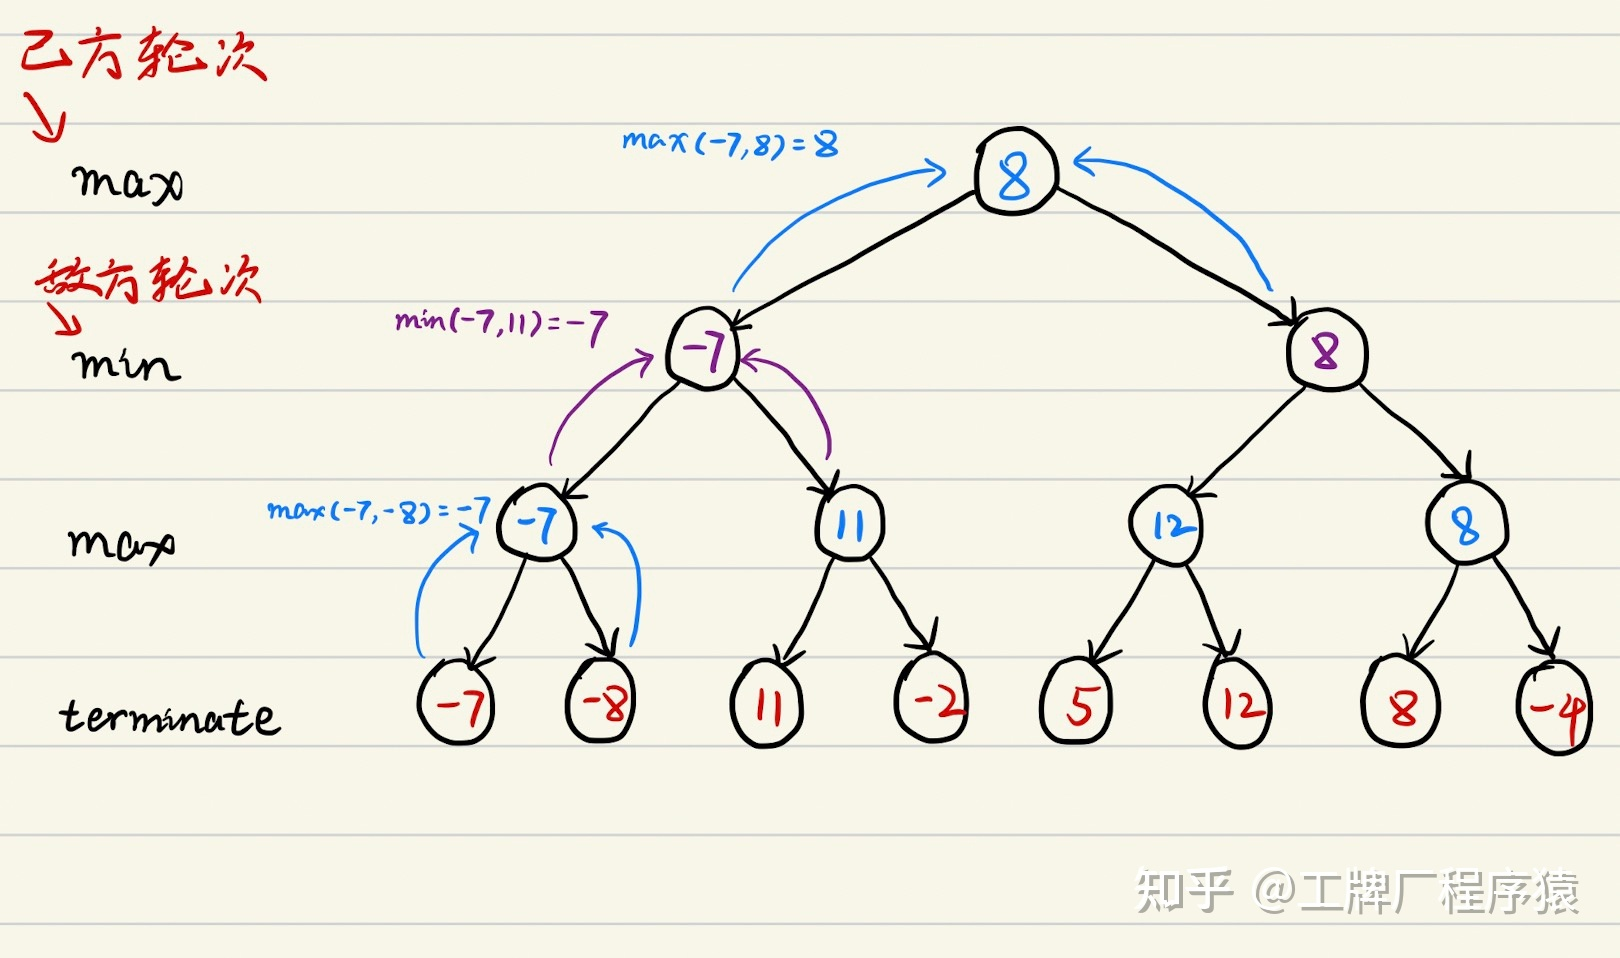 己方轮次
max(-7,8)=8
8
max
敌方轮次
min(-7,11)=-7
-7
8
min
max(-7,-8)=-7
-7
11
12
8
max
terminate
-7
-8
11
-2
5
12
8
-4
知乎 @工牌厂程序猿